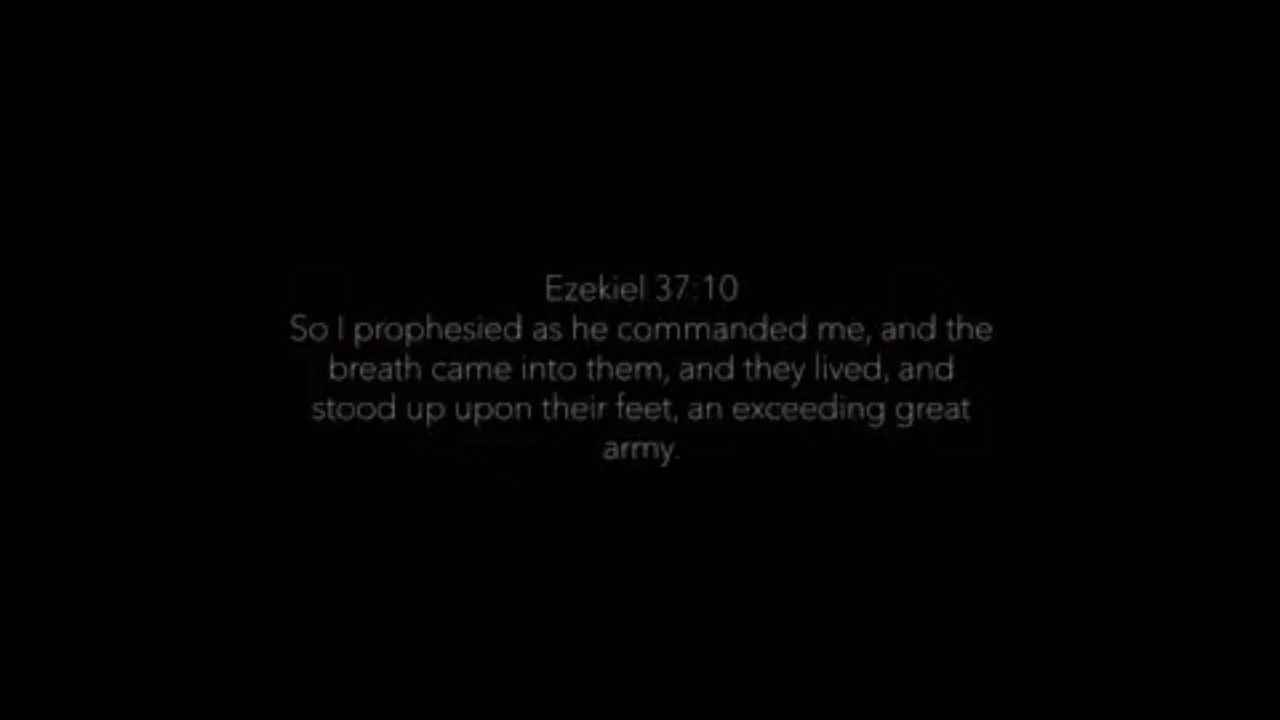 Ezekiel 37:10
So I prophesied as he commanded me, and the
breath came into them, and they lived, and
stood up upon their feet, an exceeding great
army.